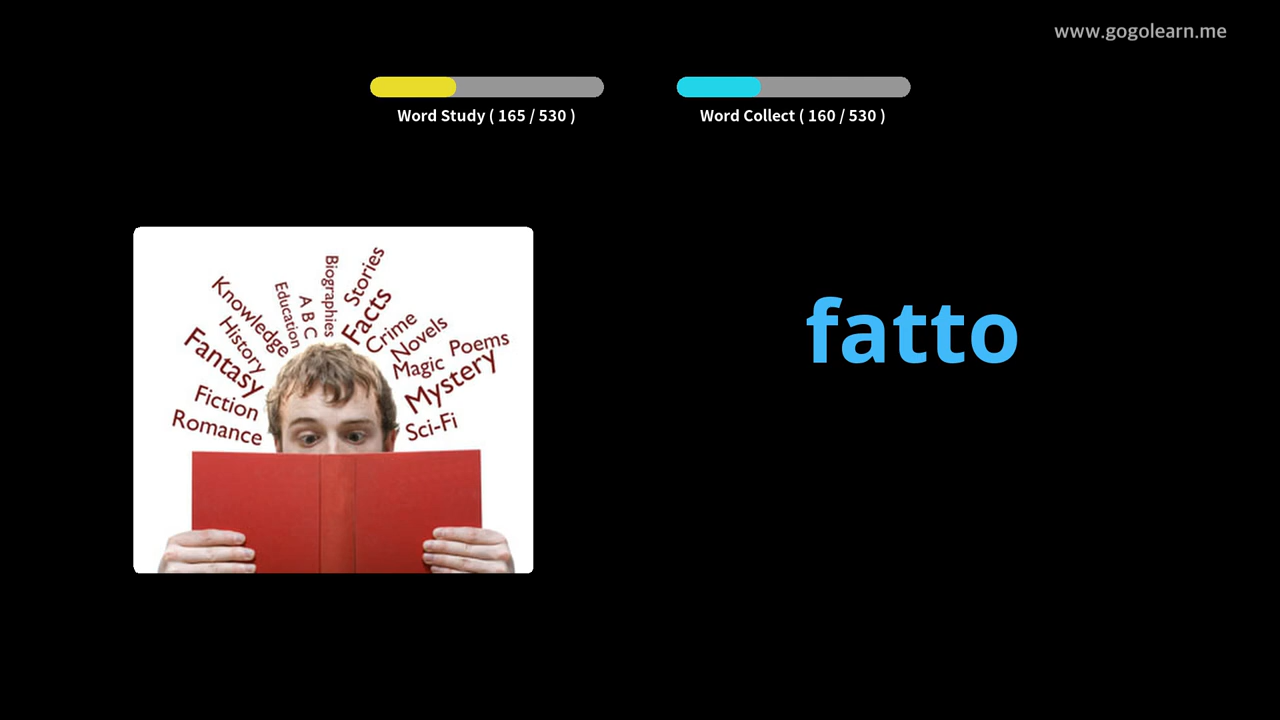 www.gogolearn.me
Word Study ( 165 / 530 )
Word Collect ( 160 / 530 )
Romance
Fiction
Fantasy
History
Knowledge
Education
A B C
Biographies
Stories
Facts
Crime
Novels
Magic
Poems
Mystery
Sci-Fi
fatto